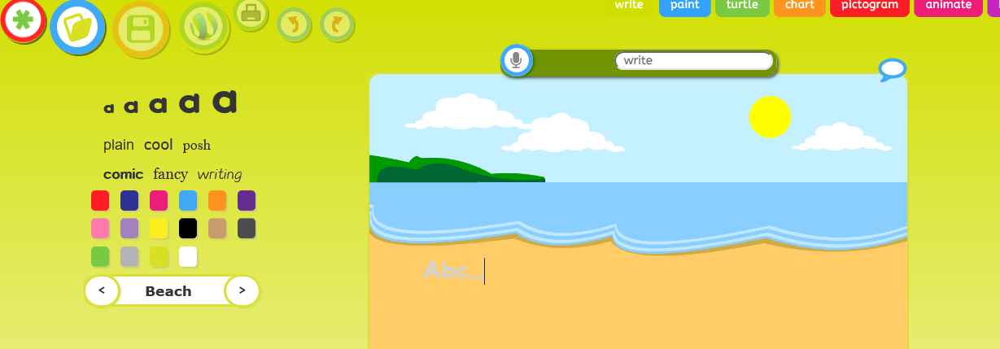 write paint turtle chart pictogram animate
write
a a a a a
plain cool posh
comic fancy writing
< Beach >
Abc...